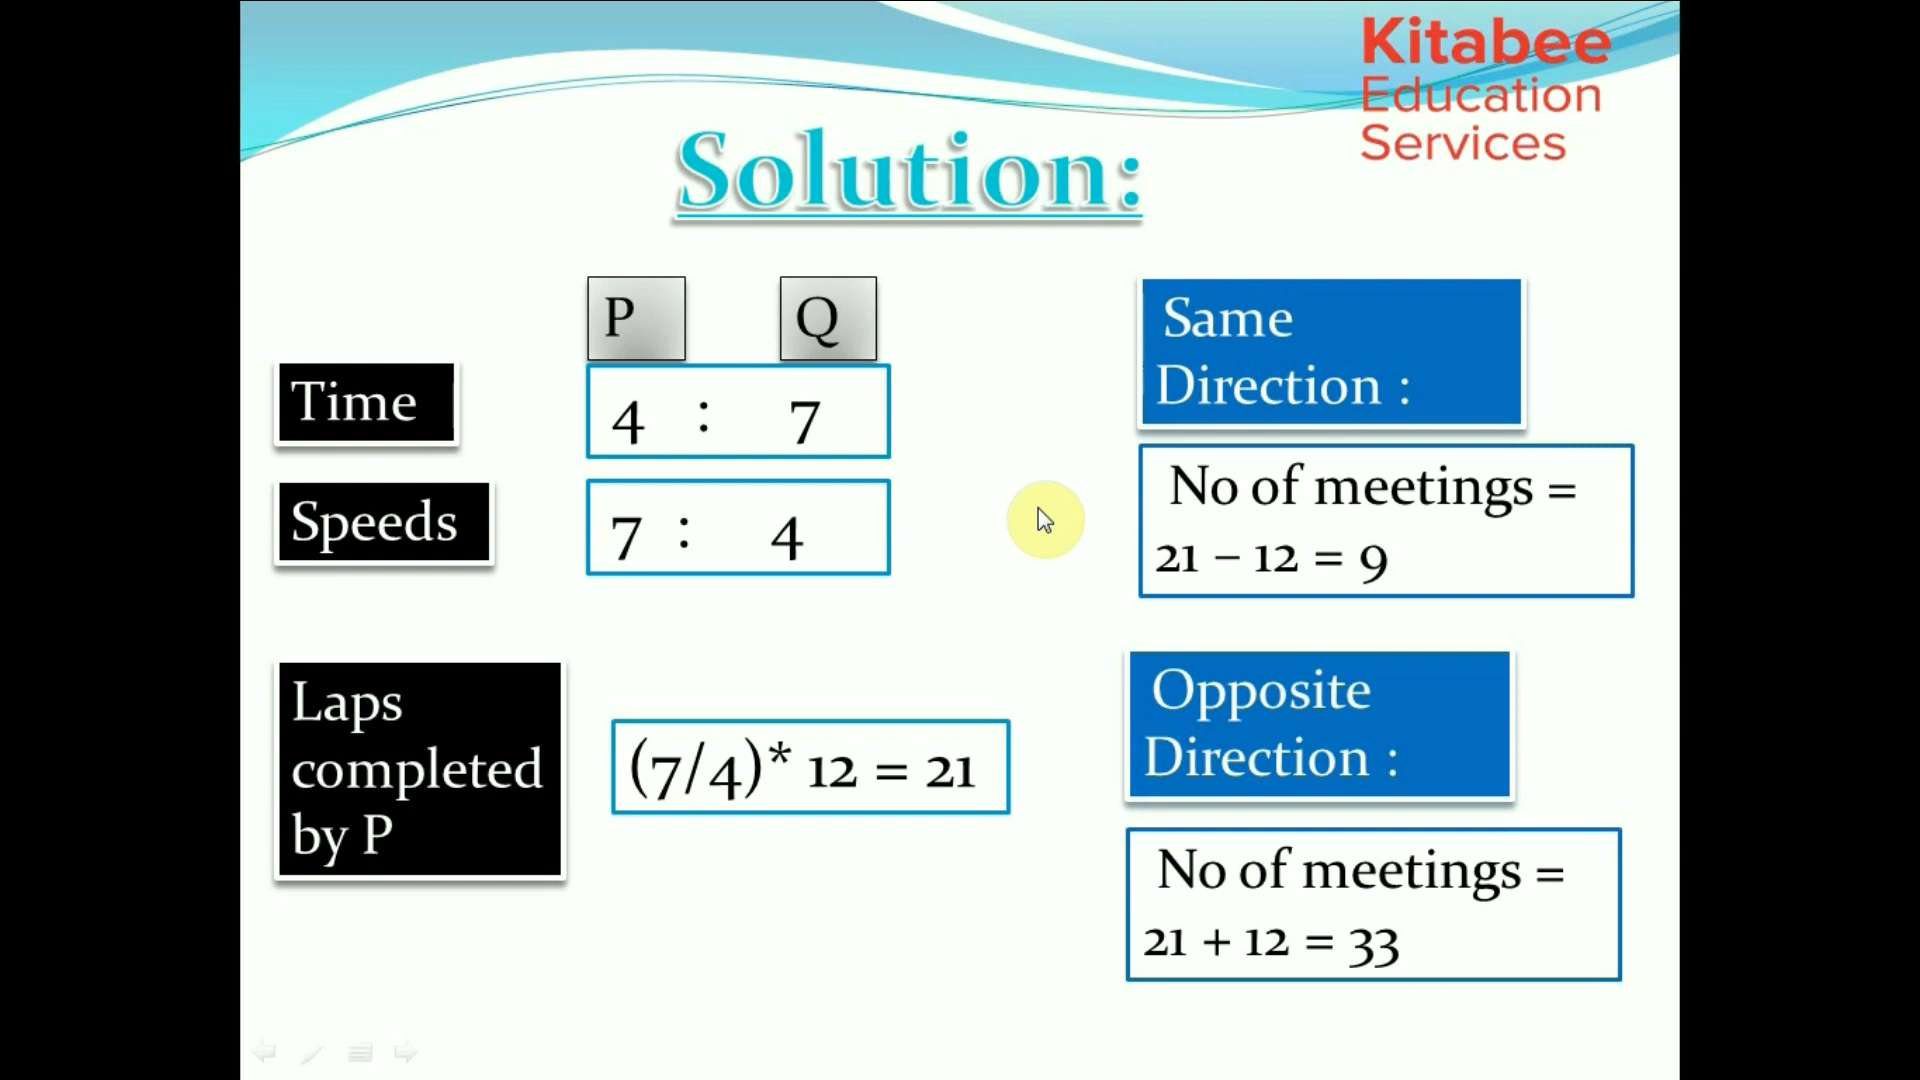 Kitabee
Education
Services
Solution:
P Q
Time 4 : 7
Speeds 7 : 4
Laps
completed
by P
(7/4)* 12 = 21
Same
Direction :
No of meetings =
21 – 12 = 9
Opposite
Direction :
No of meetings =
21 + 12 = 33